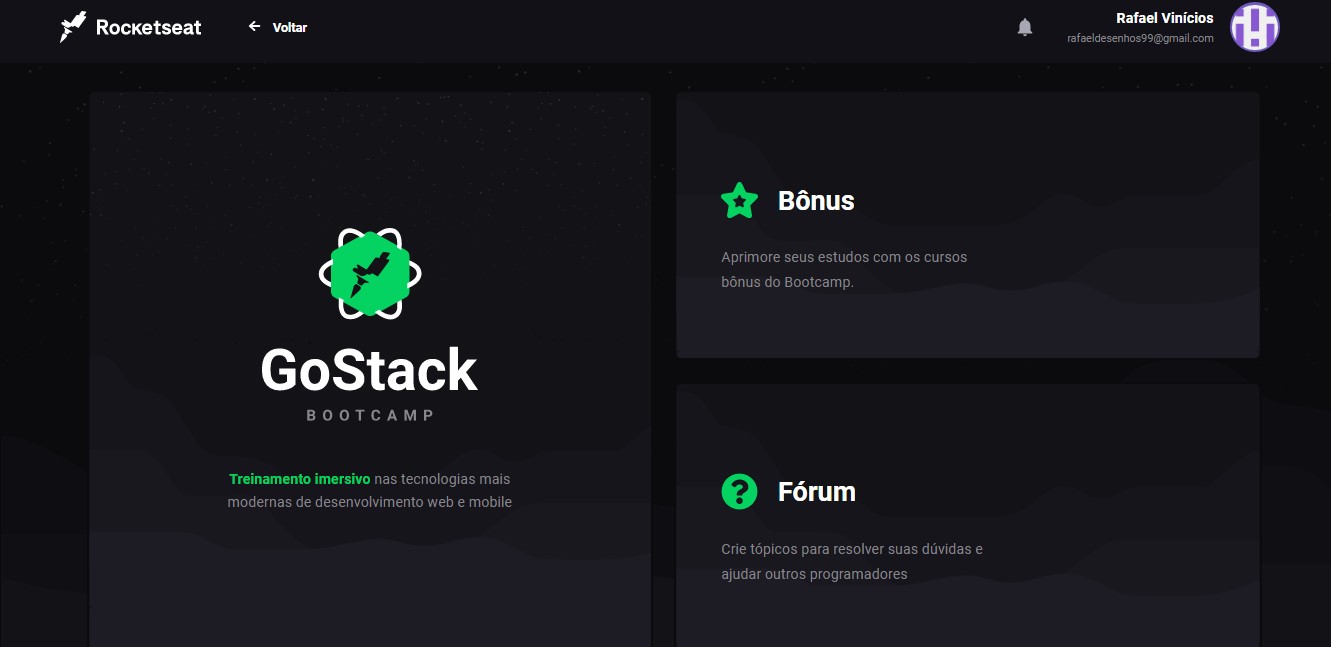 Rocketseat
Voltar
Rafael Vinícios
rafaeldesenhos99@gmail.com
GoStack
BOOTCAMP
Treinamento imersivo nas tecnologias mais
modernas de desenvolvimento web e mobile
Bônus
Aprimore seus estudos com os cursos
bônus do Bootcamp.
Fórum
Crie tópicos para resolver suas dúvidas e
ajudar outros programadores